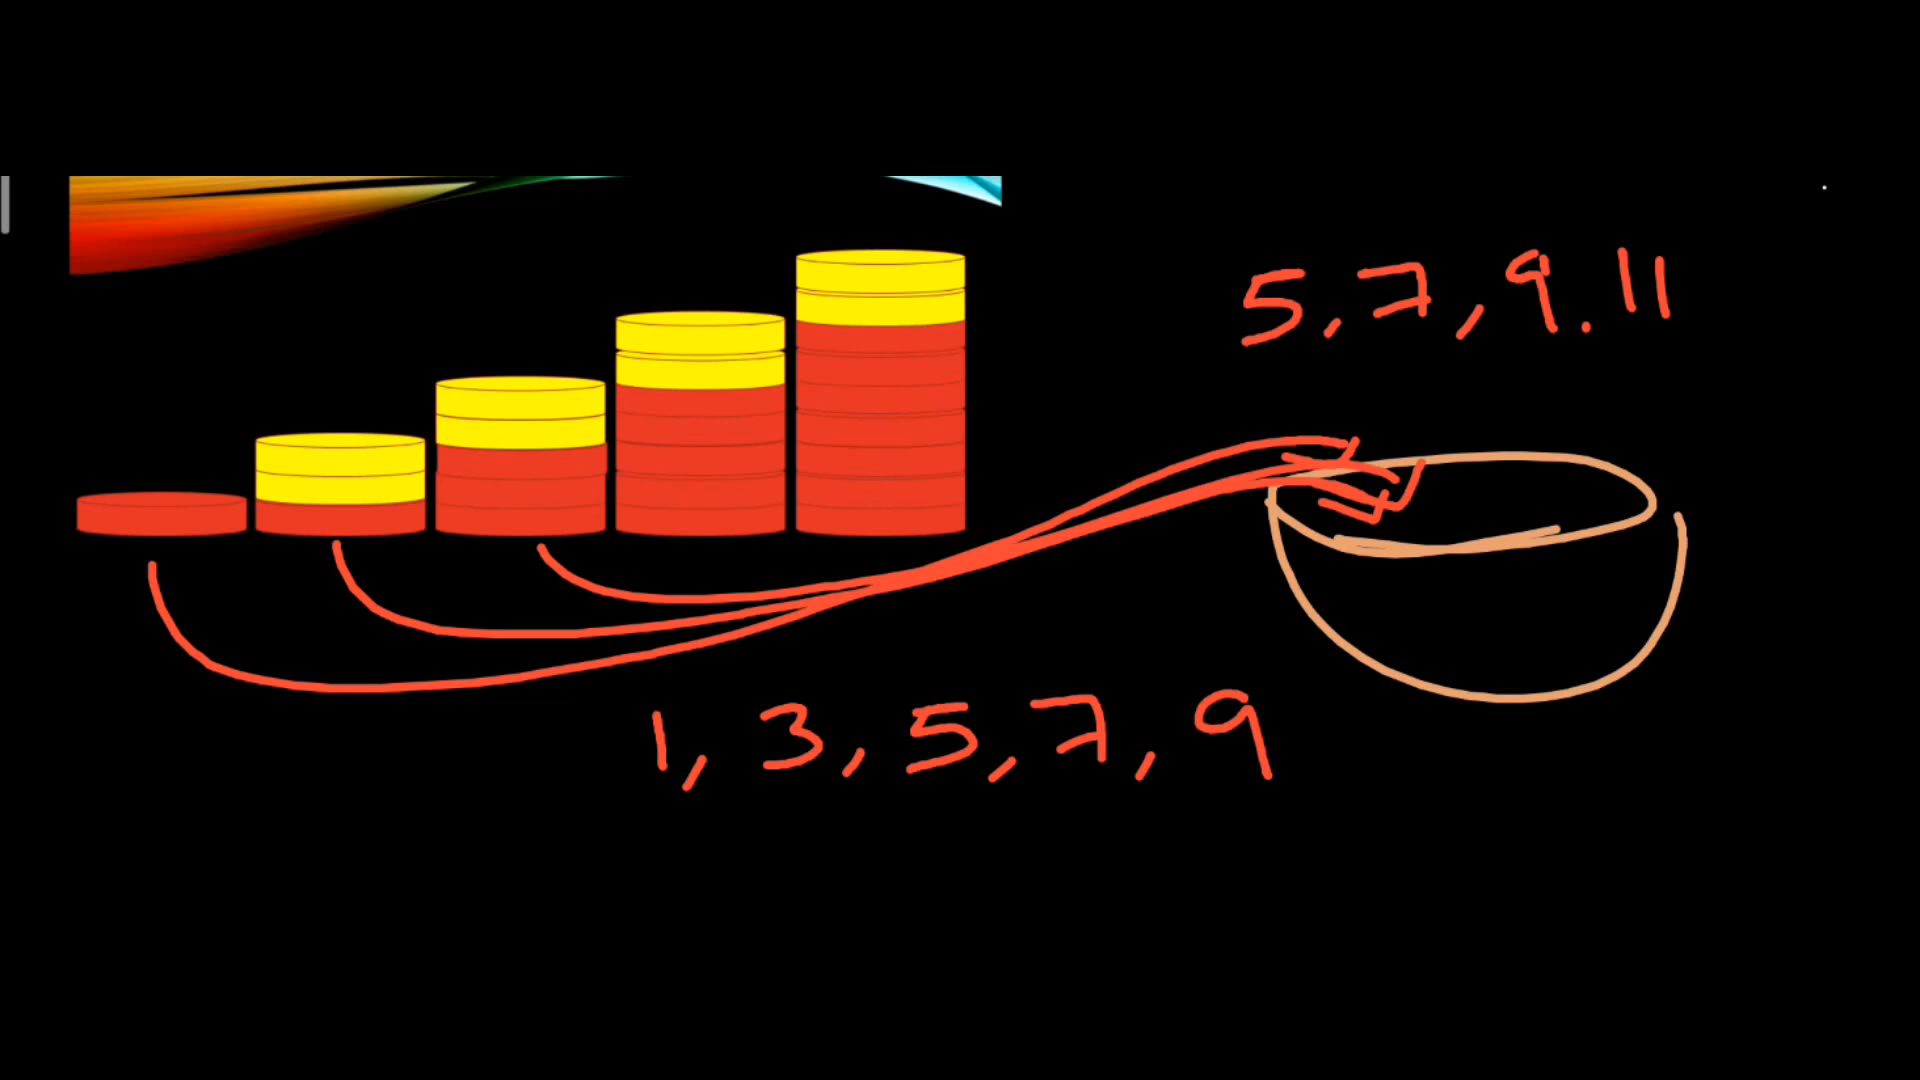 5, 7, 9. 11
1, 3, 5, 7, 9